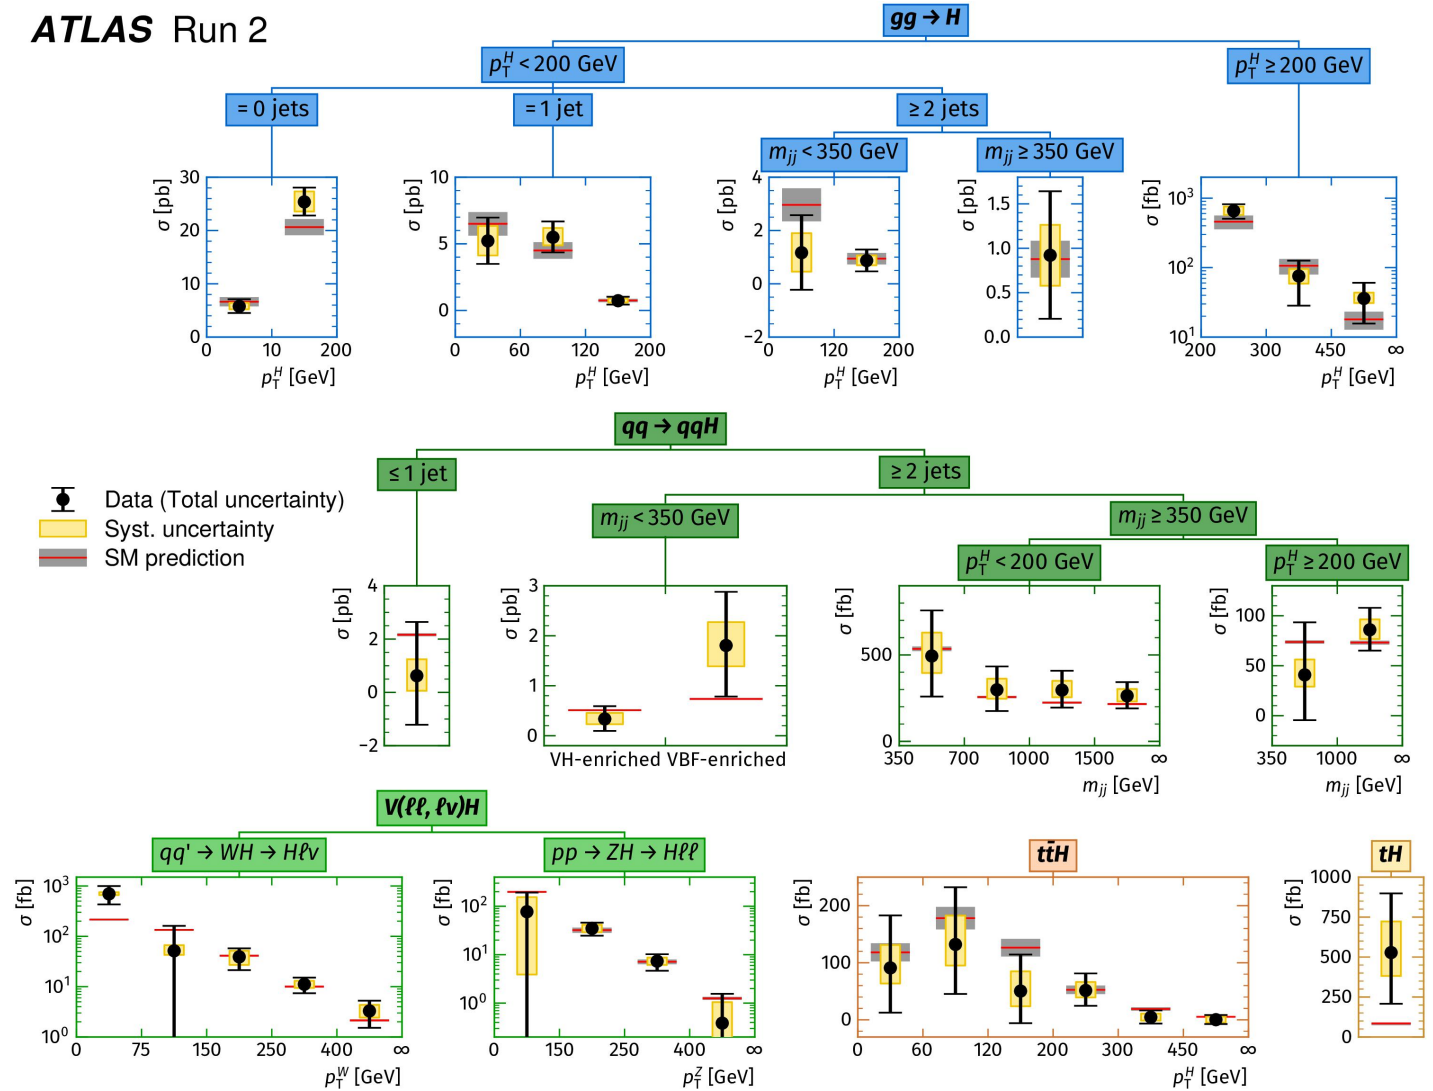 ATLAS Run 2
gg → H
p_T^H < 200 GeV
p_T^H ≥ 200 GeV
= 0 jets
= 1 jet
≥ 2 jets
m_jj < 350 GeV
m_jj ≥ 350 GeV
σ [pb]
30
20
10
0
0 10 200
p_T^H [GeV]
σ [pb]
10
5
0
0 60 120 200
p_T^H [GeV]
σ [pb]
4
2
0
−2
0 120 200
p_T^H [GeV]
σ [pb]
1.5
1.0
0.5
0.0
σ [fb]
10^3
10^2
10^1
200 300 450 ∞
p_T^H [GeV]
qq → qqH
≤ 1 jet
≥ 2 jets
m_jj < 350 GeV
m_jj ≥ 350 GeV
p_T^H < 200 GeV
p_T^H ≥ 200 GeV
Data (Total uncertainty)
Syst. uncertainty
SM prediction
σ [pb]
4
2
0
−2
σ [pb]
3
2
1
0
VH-enriched VBF-enriched
σ [fb]
500
0
350 700 1000 1500 ∞
m_jj [GeV]
σ [fb]
100
50
0
350 1000 ∞
m_jj [GeV]
V(ℓℓ, ℓν)H
qq' → WH → Hℓν
pp → ZH → Hℓℓ
σ [fb]
10^3
10^2
10^1
10^0
0 75 150 250 400 ∞
p_T^W [GeV]
σ [fb]
10^2
10^1
10^0
0 150 250 400 ∞
p_T^Z [GeV]
tt̄H
σ [fb]
200
100
0
0 60 120 200 300 450 ∞
p_T^H [GeV]
tH
σ [fb]
1000
750
500
250
0